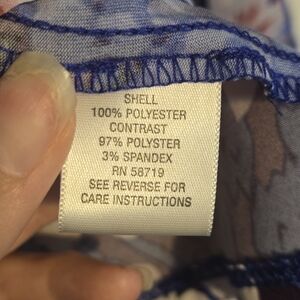 SHELL
100% POLYESTER
CONTRAST
97% POLYSTER
3% SPANDEX
RN 58719
SEE REVERSE FOR
CARE INSTRUCTIONS